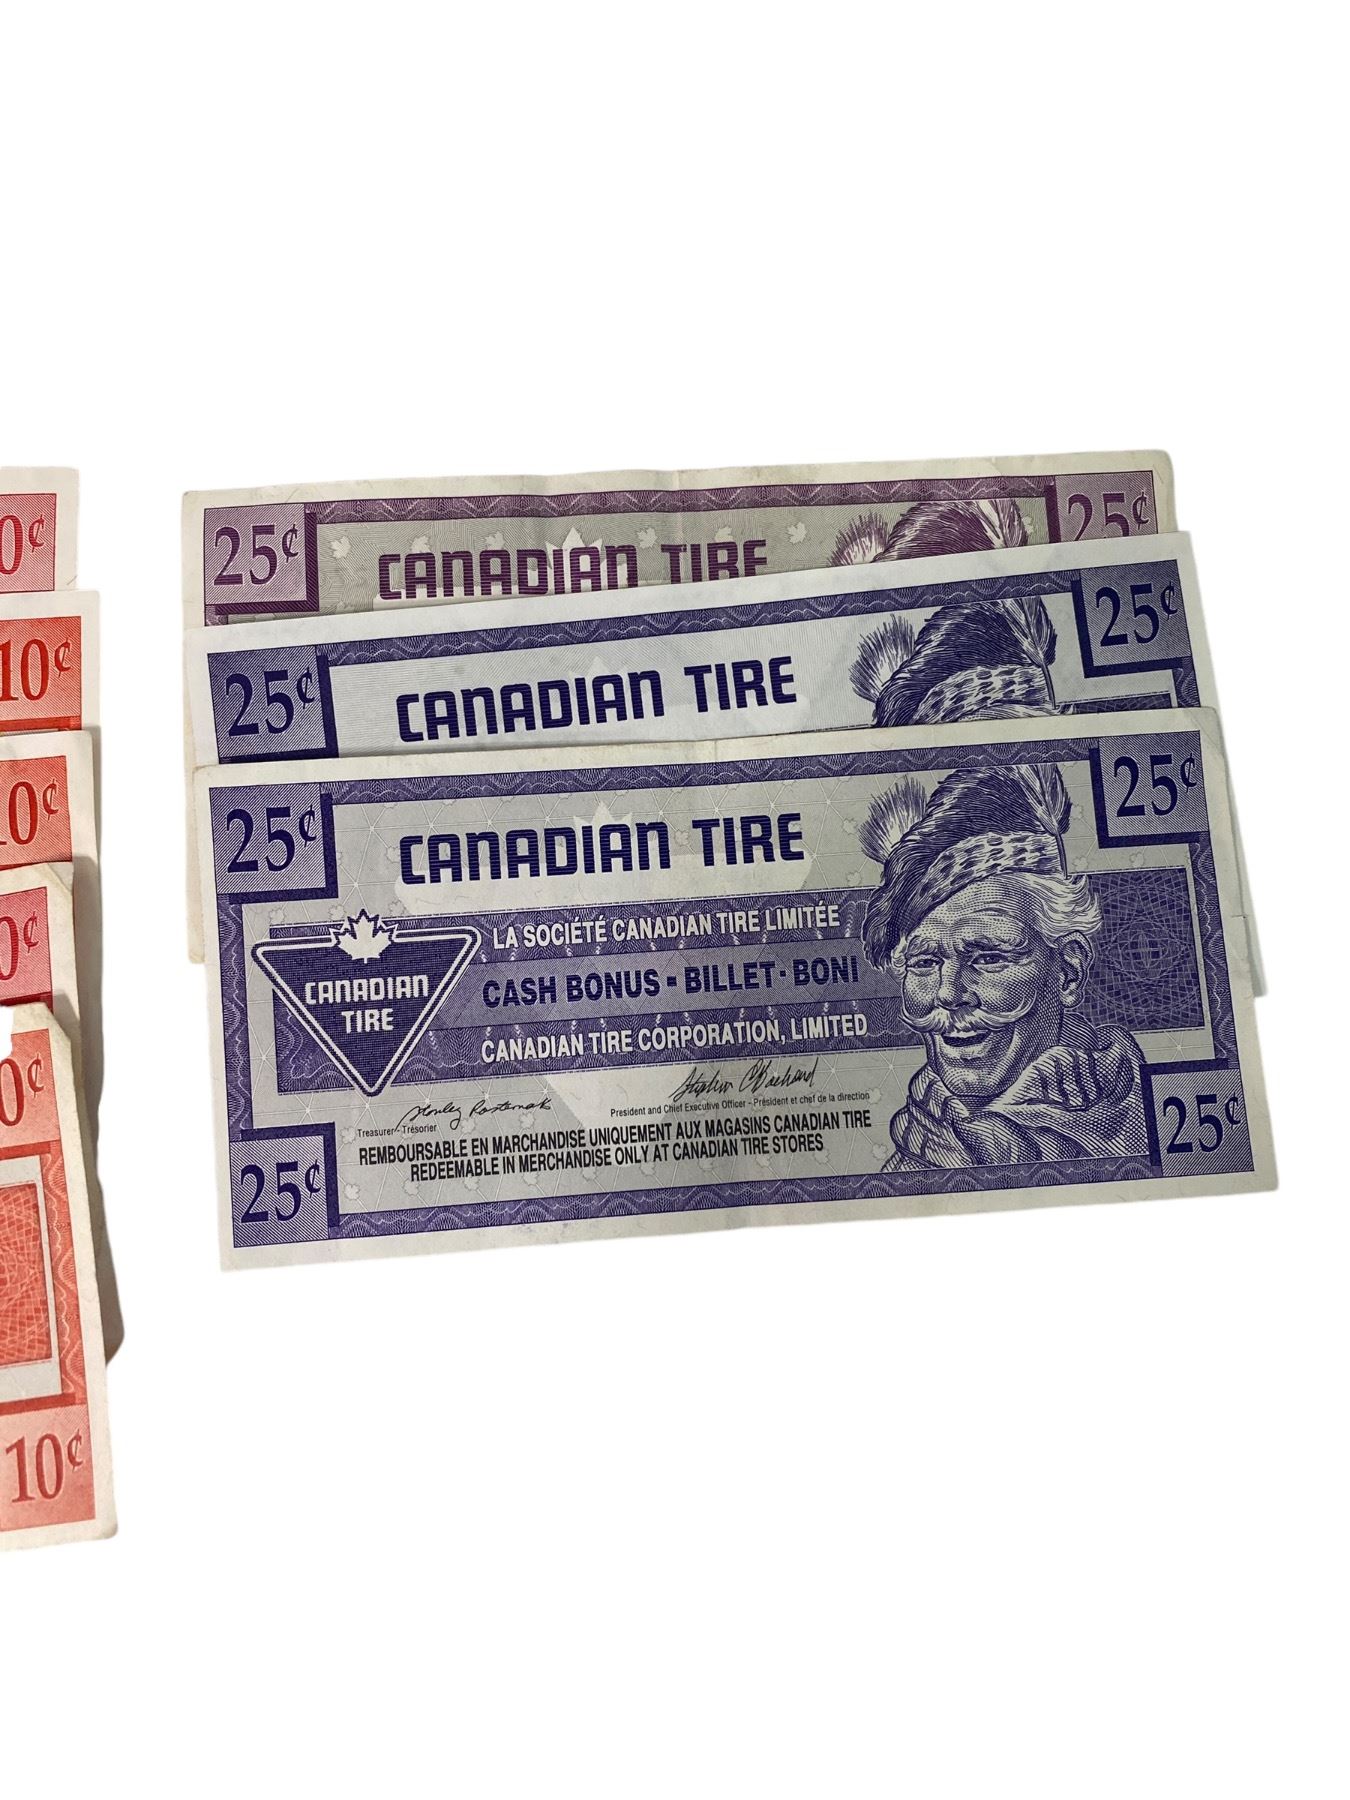 25¢ CANADIAN TIRE 25¢
25¢ CANADIAN TIRE 25¢
25¢ CANADIAN TIRE 25¢
LA SOCIÉTÉ CANADIAN TIRE LIMITÉE
CASH BONUS - BILLET - BONI
CANADIAN TIRE CORPORATION, LIMITED
CANADIAN
TIRE
Treasurer - Trésorier
President and Chief Executive Officer - Président et chef de la direction
REMBOURSABLE EN MARCHANDISE UNIQUEMENT AUX MAGASINS CANADIAN TIRE
REDEEMABLE IN MERCHANDISE ONLY AT CANADIAN TIRE STORES
25¢ 25¢
0¢
10¢
10¢
0¢
0¢
10¢